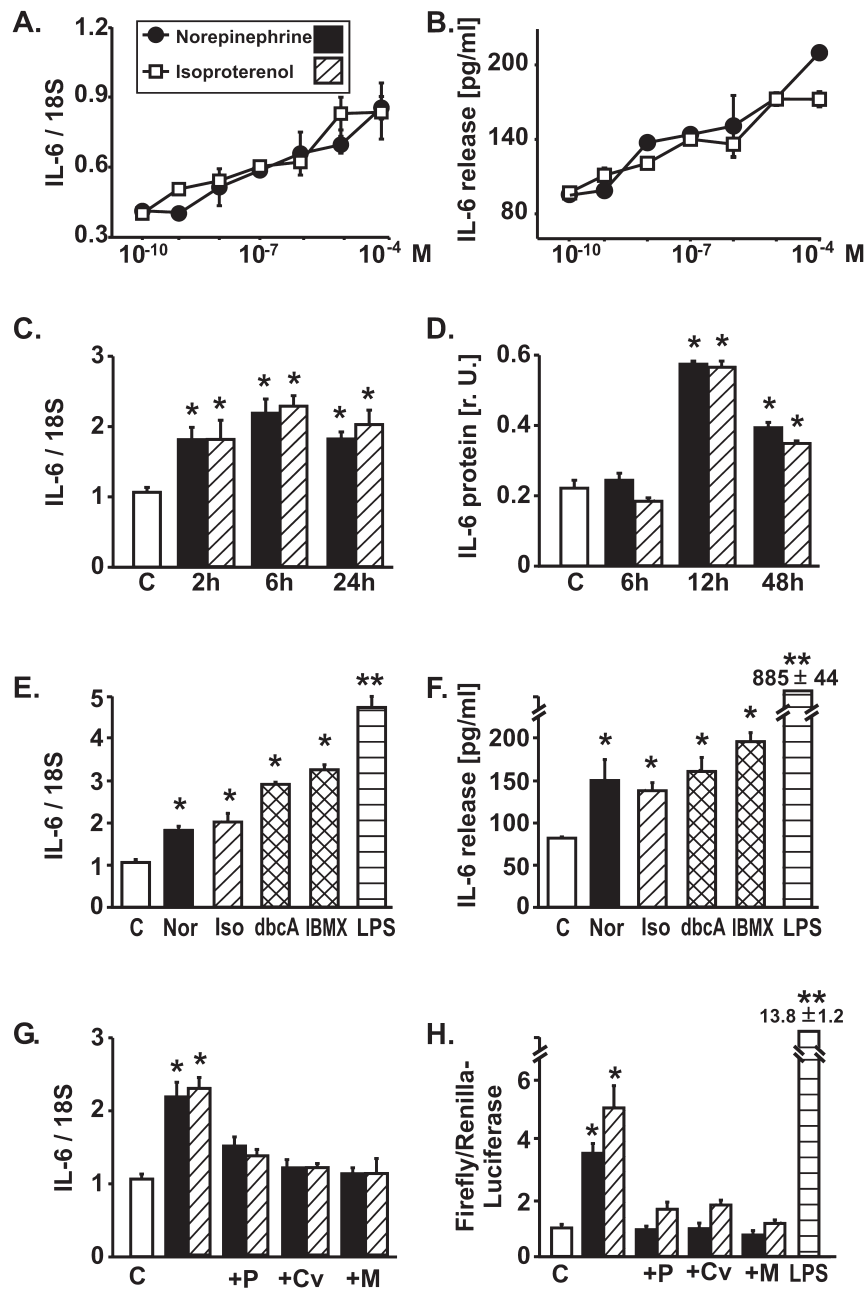 A.
1.2
0.9
0.6
0.3
IL-6 / 18S
Norepinephrine
Isoproterenol
10-10
10-7
10-4 M
B.
200
140
80
IL-6 release [pg/ml]
10-10
10-7
10-4 M
C.
3
2
1
0
IL-6 / 18S
* * * * * *
C 2h 6h 24h
D.
0.6
0.4
0.2
0
IL-6 protein [r. U.]
* * * *
C 6h 12h 48h
E.
5
4
3
2
1
0
IL-6 / 18S
* * * * **
C Nor Iso dbcA IBMX LPS
F.
200
150
100
50
0
IL-6 release [pg/ml]
* * * * **
885 ± 44
C Nor Iso dbcA IBMX LPS
G.
3
2
1
0
IL-6 / 18S
* *
C +P +Cv +M
H.
6
4
2
0
Firefly/Renilla-
Luciferase
* * **
13.8 ±1.2
C +P +Cv +M LPS